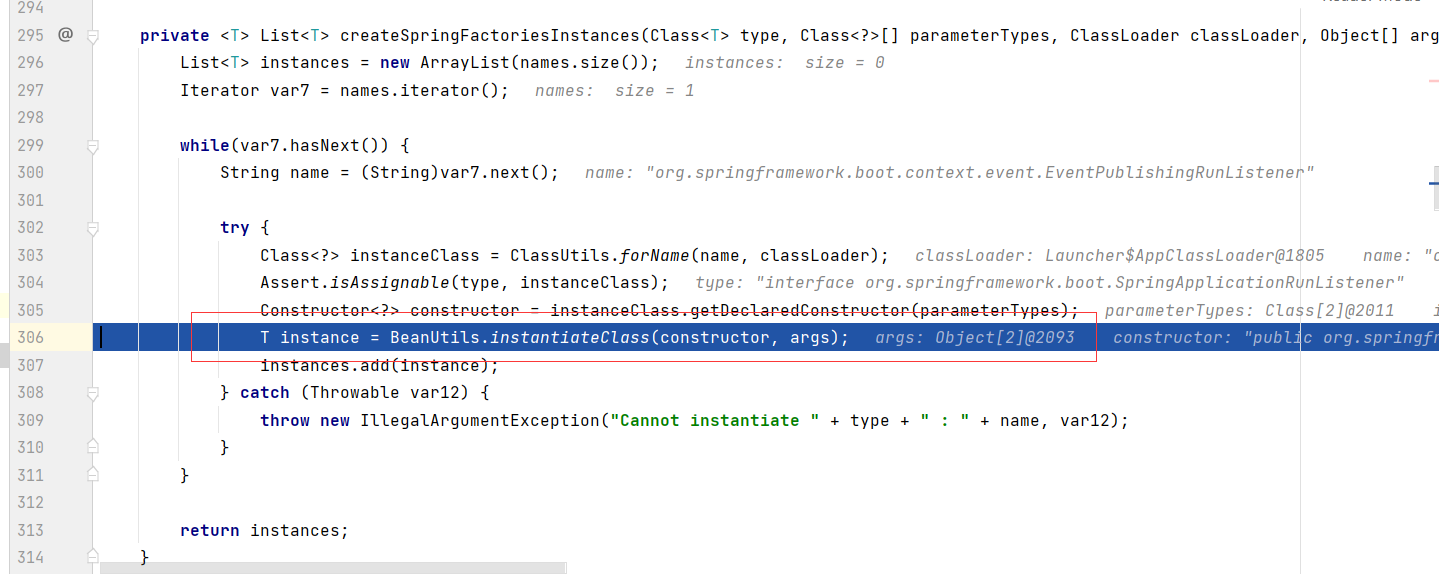 294
295 @ private <T> List<T> createSpringFactoriesInstances(Class<T> type, Class<?>[] parameterTypes, ClassLoader classLoader, Object[] arg
296 List<T> instances = new ArrayList(names.size()); instances: size = 0
297 Iterator var7 = names.iterator(); names: size = 1
298
299 while(var7.hasNext()) {
300 String name = (String)var7.next(); name: "org.springframework.boot.context.event.EventPublishingRunListener"
301
302 try {
303 Class<?> instanceClass = ClassUtils.forName(name, classLoader); classLoader: Launcher$AppClassLoader@1805 name: "o
304 Assert.isAssignable(type, instanceClass); type: "interface org.springframework.boot.SpringApplicationRunListener"
305 Constructor<?> constructor = instanceClass.getDeclaredConstructor(parameterTypes); parameterTypes: Class[2]@2011 i
306 T instance = BeanUtils.instantiateClass(constructor, args); args: Object[2]@2093 constructor: "public org.springfr
307 instances.add(instance);
308 } catch (Throwable var12) {
309 throw new IllegalArgumentException("Cannot instantiate " + type + " : " + name, var12);
310 }
311 }
312
313 return instances;
314 }